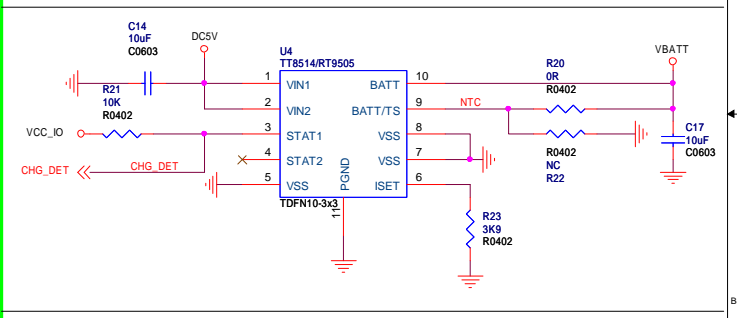 C14
10uF
C0603
DC5V
U4
TT8514/RT9505
R20
0R
R0402
VBATT
R21
10K
R0402
1
VIN1
BATT
10
2
VIN2
BATT/TS
9
NTC
VCC_IO
3
STAT1
VSS
8
C17
10uF
C0603
CHG_DET
CHG_DET
4
STAT2
VSS
7
R0402
NC
R22
5
VSS
PGND
ISET
6
TDFN10-3x3
11
R23
3K9
R0402
B